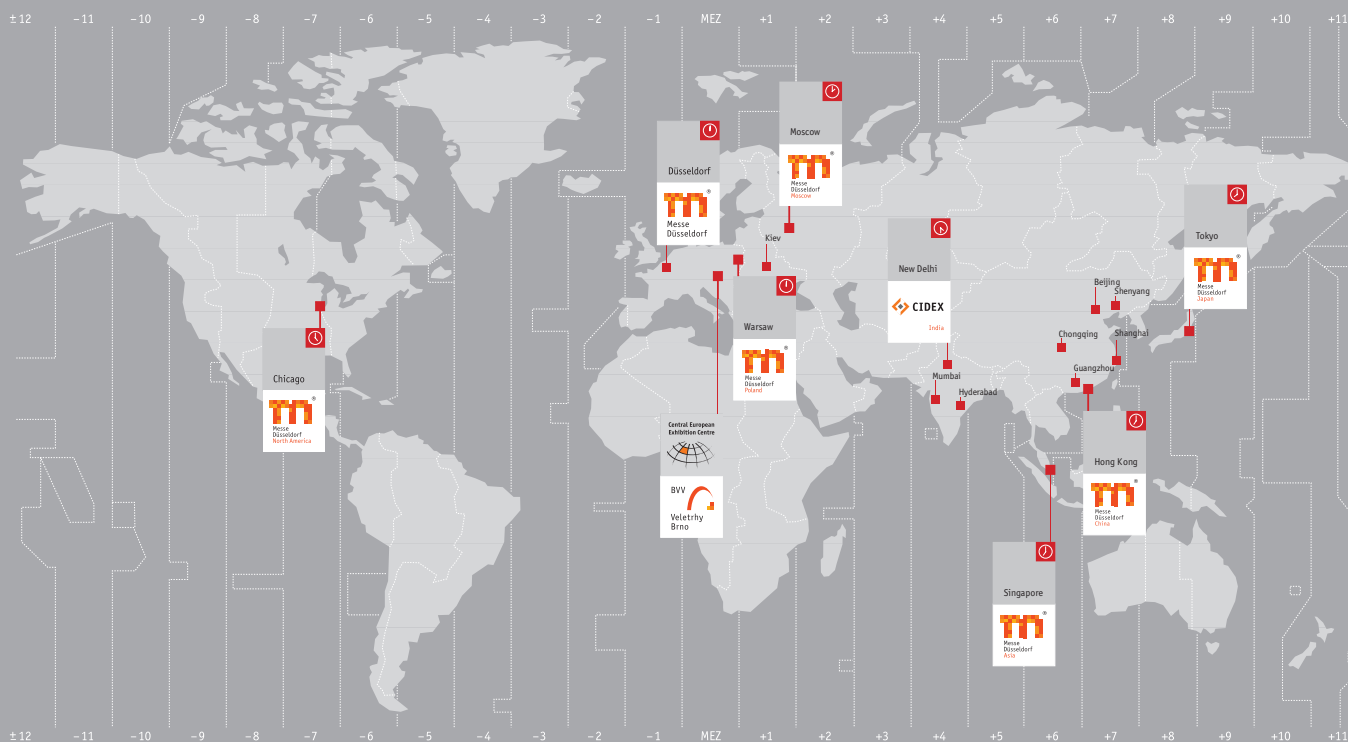 ±12 -11 -10 -9 -8 -7 -6 -5 -4 -3 -2 -1 MEZ +1 +2 +3 +4 +5 +6 +7 +8 +9 +10 +11
Moscow
Messe
Düsseldorf
Moscow
Düsseldorf
Messe
Düsseldorf
Kiev
New Delhi
CIDEX
India
Tokyo
Messe
Düsseldorf
Japan
Beijing
Shenyang
Chongqing
Shanghai
Guangzhou
Mumbai
Hyderabad
Warsaw
Messe
Düsseldorf
Poland
Chicago
Messe
Düsseldorf
North America
Central European
Exhibition Centre
BVV
Veletrhy
Brno
Hong Kong
Messe
Düsseldorf
China
Singapore
Messe
Düsseldorf
Asia
±12 -11 -10 -9 -8 -7 -6 -5 -4 -3 -2 -1 MEZ +1 +2 +3 +4 +5 +6 +7 +8 +9 +10 +11